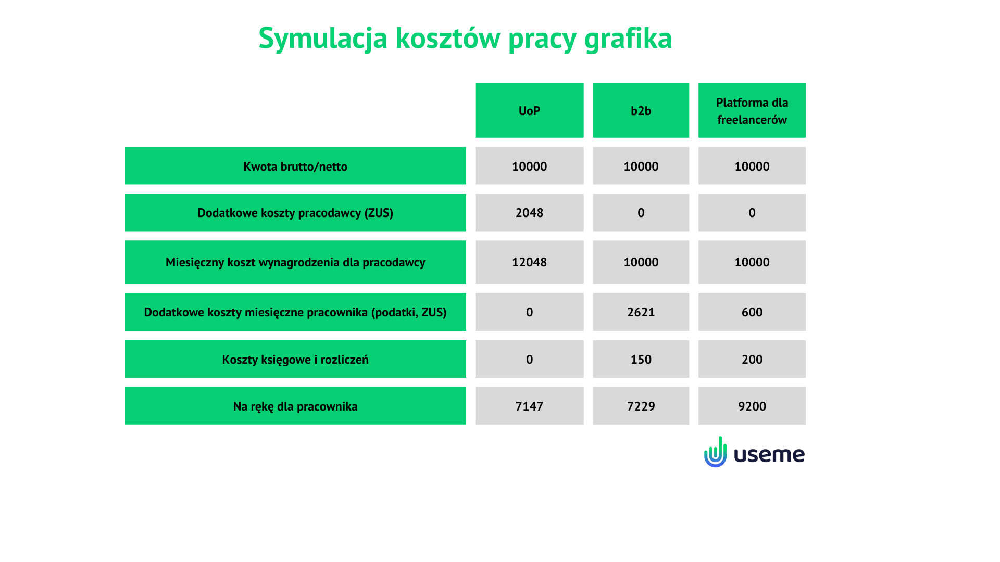 Symulacja kosztów pracy grafika
UoP b2b Platforma dla
freelancerów
Kwota brutto/netto 10000 10000 10000
Dodatkowe koszty pracodawcy (ZUS) 2048 0 0
Miesięczny koszt wynagrodzenia dla pracodawcy 12048 10000 10000
Dodatkowe koszty miesięczne pracownika (podatki, ZUS) 0 2621 600
Koszty księgowe i rozliczeń 0 150 200
Na rękę dla pracownika 7147 7229 9200
useme